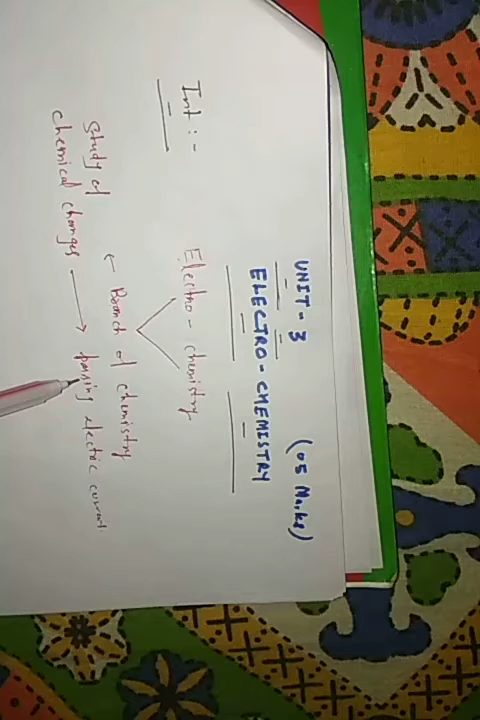 UNIT - 3 (05 Marks)
ELECTRO - CHEMISTRY
Int :-
Electro - chemistry
← Branch of chemistry
Study of
chemical changes → passing electric current.